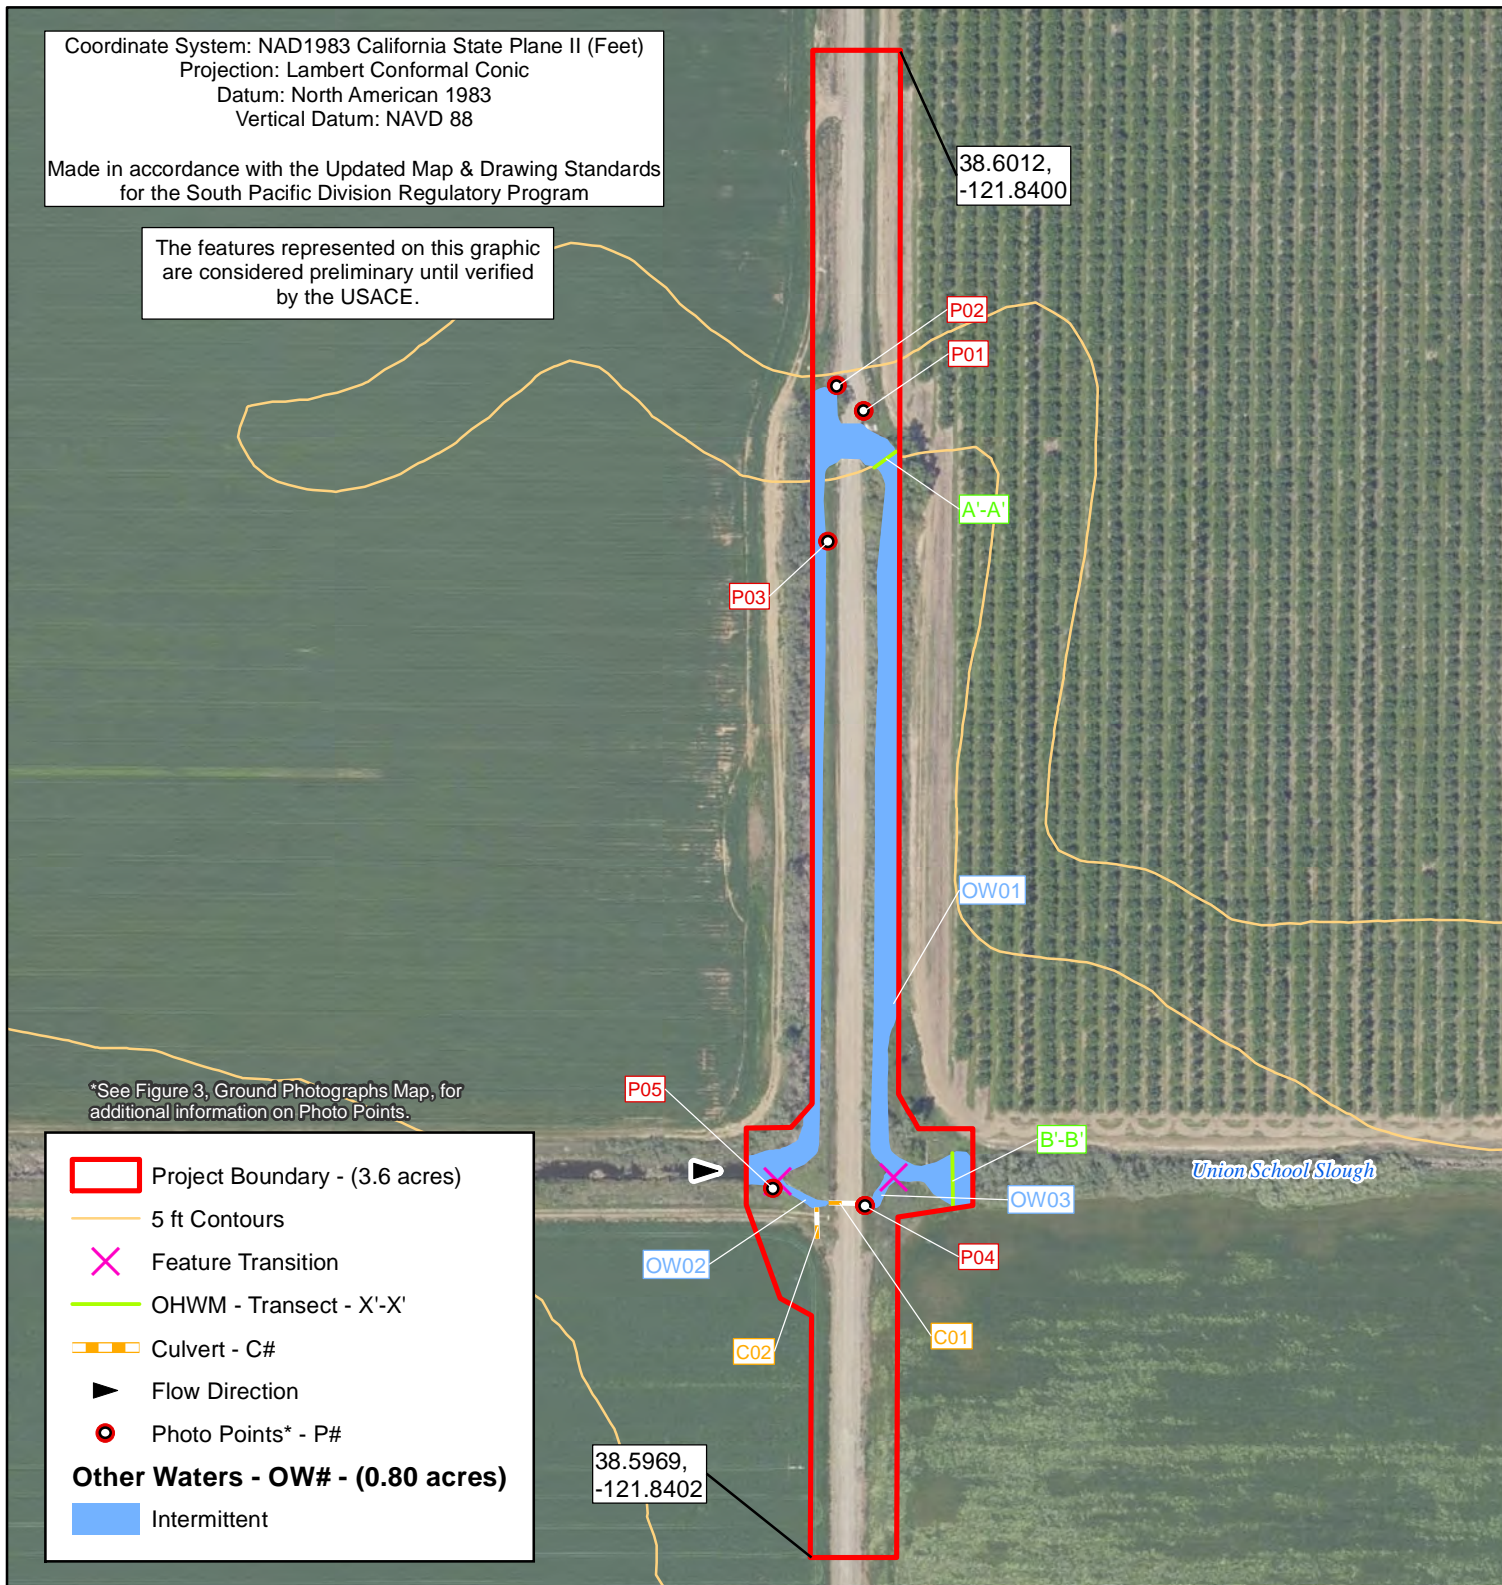 Coordinate System: NAD1983 California State Plane II (Feet)
Projection: Lambert Conformal Conic
Datum: North American 1983
Vertical Datum: NAVD 88
Made in accordance with the Updated Map & Drawing Standards
for the South Pacific Division Regulatory Program
The features represented on this graphic
are considered preliminary until verified
by the USACE.
38.6012,
-121.8400
P02
P01
A'-A'
P03
OW01
P05
B'-B'
Union School Slough
OW03
OW02
P04
C01
C02
38.5969,
-121.8402
*See Figure 3, Ground Photographs Map, for
additional information on Photo Points.
Project Boundary - (3.6 acres)
5 ft Contours
Feature Transition
OHWM - Transect - X'-X'
Culvert - C#
Flow Direction
Photo Points* - P#
Other Waters - OW# - (0.80 acres)
Intermittent